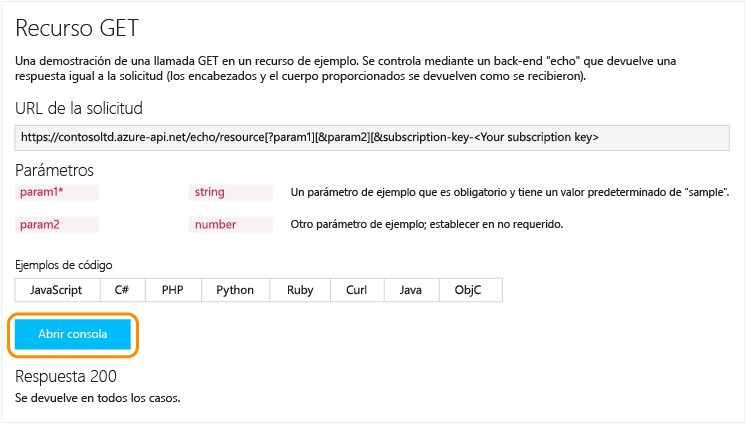 Recurso GET
Una demostración de una llamada GET en un recurso de ejemplo. Se controla mediante un back-end "echo" que devuelve una
respuesta igual a la solicitud (los encabezados y el cuerpo proporcionados se devuelven como se recibieron).
URL de la solicitud
https://contosoltd.azure-api.net/echo/resource[?param1][&param2][&subscription-key-<Your subscription key>
Parámetros
param1* string Un parámetro de ejemplo que es obligatorio y tiene un valor predeterminado de "sample".
param2 number Otro parámetro de ejemplo; establecer en no requerido.
Ejemplos de código
JavaScript C# PHP Python Ruby Curl Java ObjC
Abrir consola
Respuesta 200
Se devuelve en todos los casos.